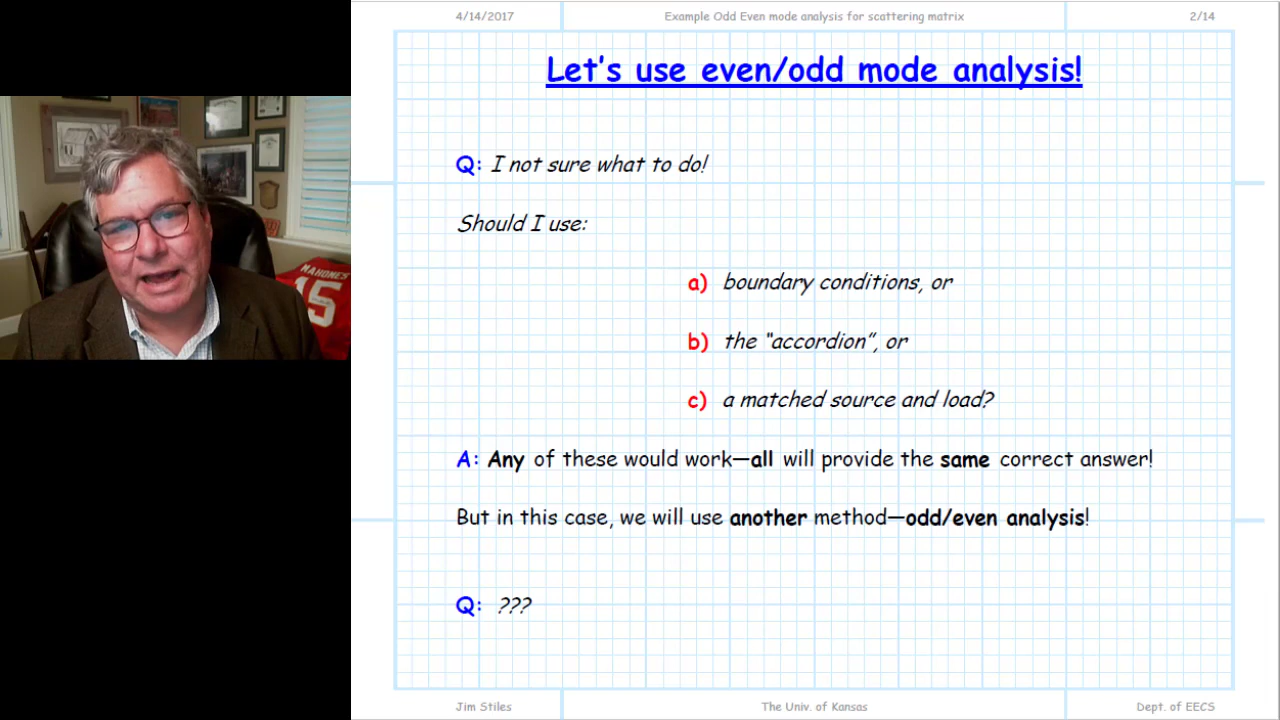 4/14/2017
Example Odd Even mode analysis for scattering matrix
2/14
Let's use even/odd mode analysis!
Q: I not sure what to do!
Should I use:
a) boundary conditions, or
b) the “accordion”, or
c) a matched source and load?
A: Any of these would work—all will provide the same correct answer!
But in this case, we will use another method—odd/even analysis!
Q: ???
Jim Stiles
The Univ. of Kansas
Dept. of EECS
MAHOMES
15